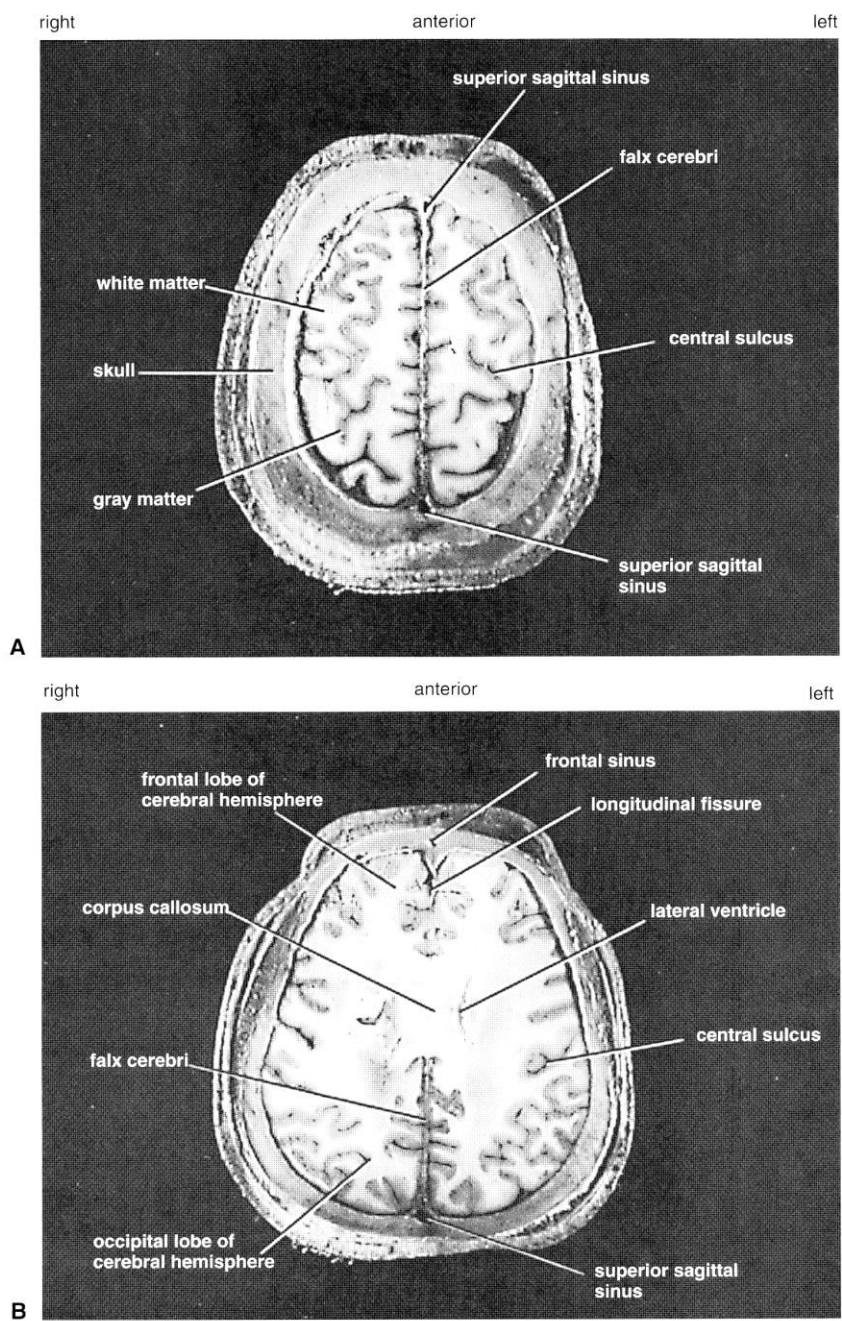 right anterior left
superior sagittal sinus
falx cerebri
white matter
central sulcus
skull
gray matter
superior sagittal
sinus
A
right anterior left
frontal sinus
frontal lobe of
cerebral hemisphere
longitudinal fissure
corpus callosum
lateral ventricle
central sulcus
falx cerebri
occipital lobe of
cerebral hemisphere
superior sagittal
sinus
B